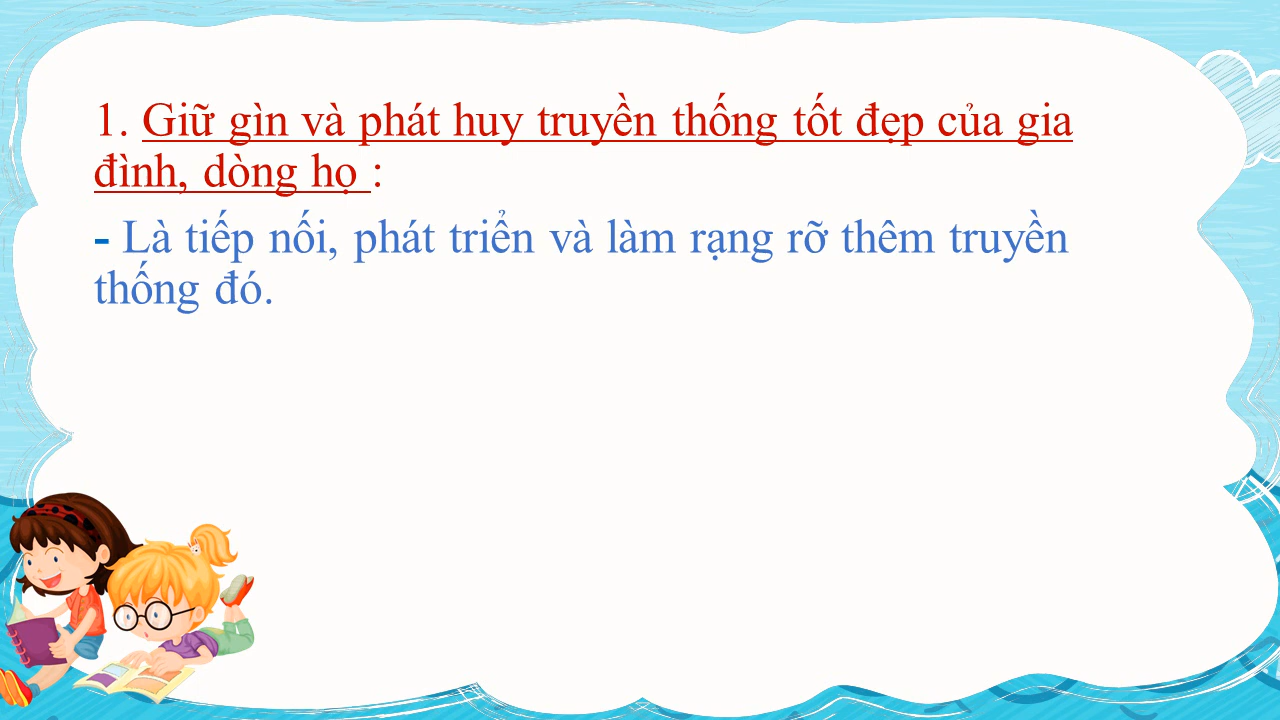 1. Giữ gìn và phát huy truyền thống tốt đẹp của gia
đình, dòng họ :
- Là tiếp nối, phát triển và làm rạng rỡ thêm truyền
thống đó.